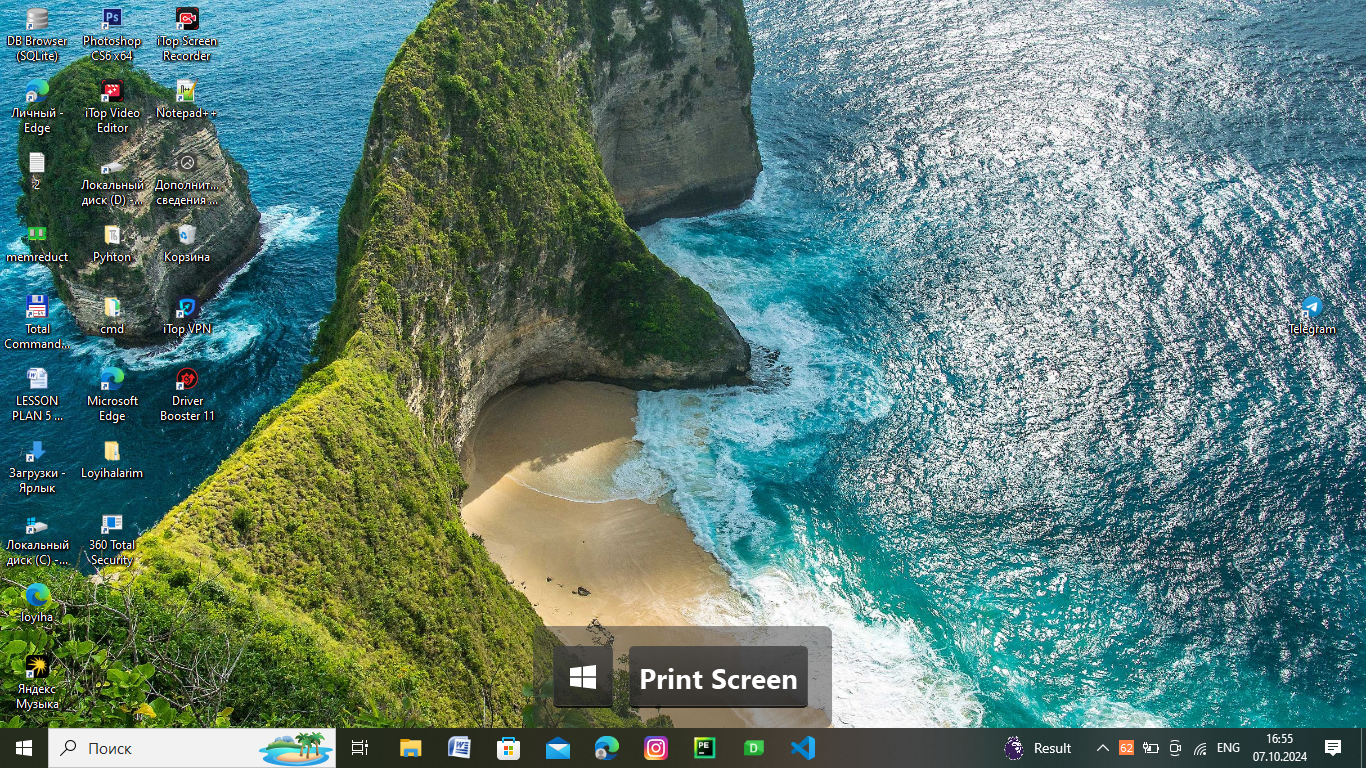 DB Browser
(SQLite)
Photoshop
CS6 x64
iTop Screen
Recorder
Личный -
Edge
iTop Video
Editor
Notepad++
2
Локальный
диск (D) -...
Дополнит...
сведения ...
memreduct
Pyhton
Корзина
Total
Command...
cmd
iTop VPN
LESSON
PLAN 5 ...
Microsoft
Edge
Driver
Booster 11
Загрузки -
Ярлык
Loyihalarim
Локальный
диск (C) -...
360 Total
Security
loyiha
Яндекс
Музыка
Telegram
Print Screen
Поиск
Result
62
ENG
16:55
07.10.2024